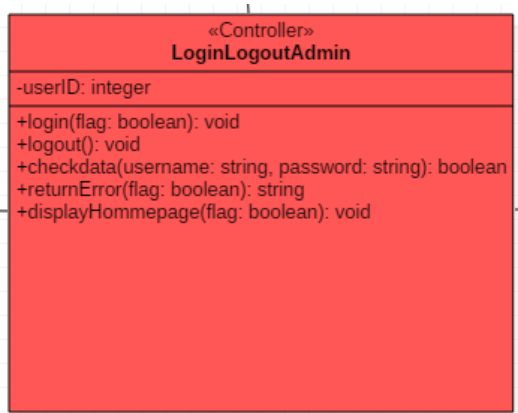 «Controller»
LoginLogoutAdmin
-userID: integer
+login(flag: boolean): void
+logout(): void
+checkdata(username: string, password: string): boolean
+returnError(flag: boolean): string
+displayHommepage(flag: boolean): void